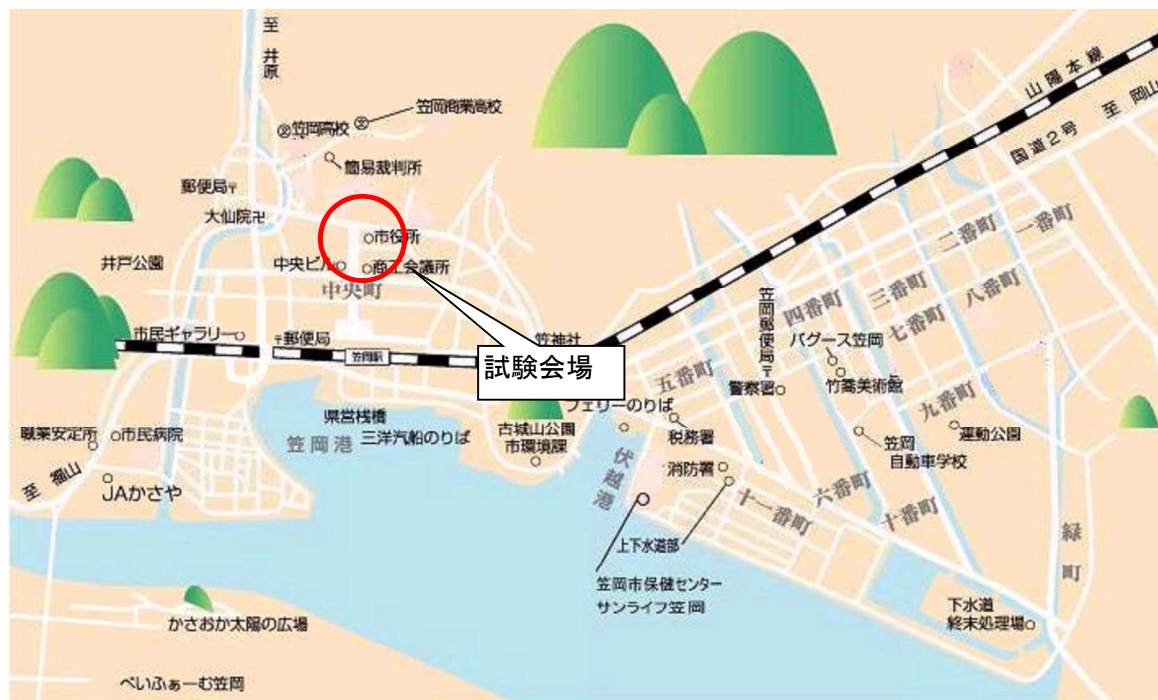 至 井原
山陽本線
国道2号 至 岡山
笠岡商業高校
笠岡高校
簡易裁判所
郵便局〒
大仙院卍
市役所
井戸公園
中央ビル
商工会議所
中央町
市民ギャラリー
〒郵便局
笠岡駅
笠神社
試験会場
一番町
二番町
三番町
四番町
八番町
七番町
笠岡郵便局〒
バグース笠岡
五番町
警察署
竹喬美術館
九番町
フェリーのりば
県営桟橋
三洋汽船のりば
笠岡港
古城山公園
市環境課
税務署
運動公園
笠岡
自動車学校
職業安定所
市民病院
伏越港
消防署
至 福山
JAかさや
六番町
十番町
十一番町
上下水道部
緑町
笠岡市保健センター
サンライフ笠岡
下水道
終末処理場
かさおか太陽の広場
べいふぁーむ笠岡